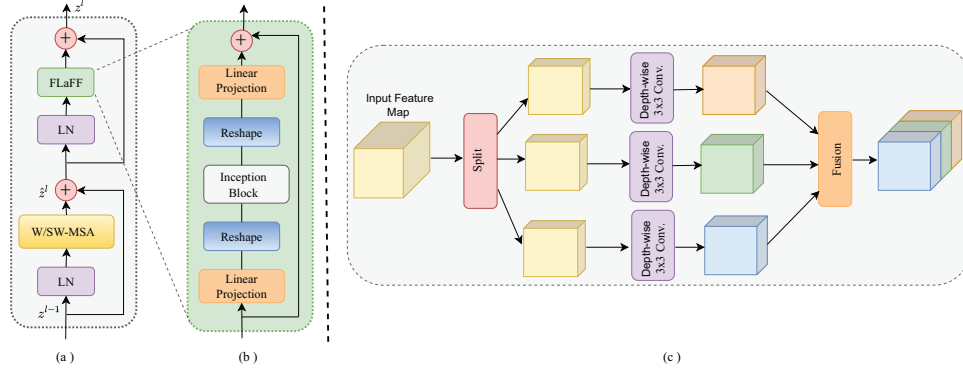 z^l
+
FLaFF
LN
ẑ^l
+
W/SW-MSA
LN
z^{l-1}
(a )
+
Linear
Projection
Reshape
Inception
Block
Reshape
Linear
Projection
(b )
Input Feature
Map
Split
Depth-wise
3x3 Conv.
Depth-wise
3x3 Conv.
Depth-wise
3x3 Conv.
Fusion
(c )